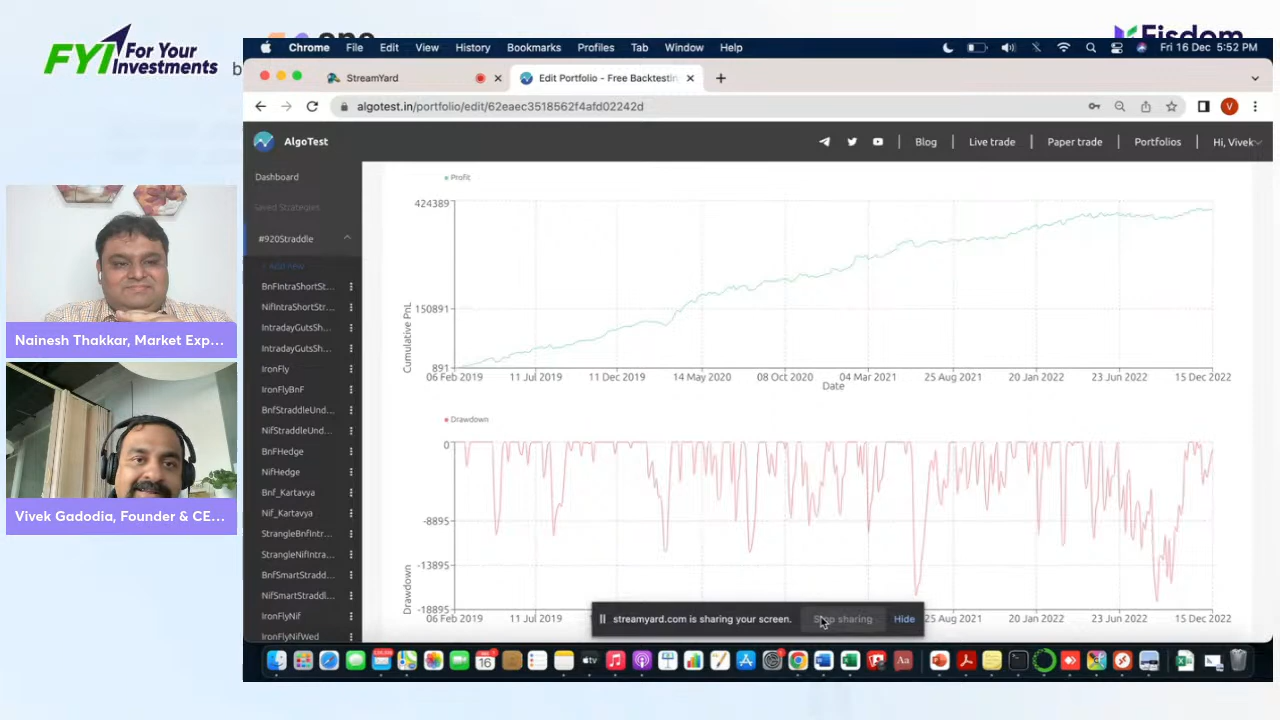 FYI For Your
Investments
Fisdom
Chrome File Edit View History Bookmarks Profiles Tab Window Help
Fri 16 Dec 5:52 PM
StreamYard
Edit Portfolio - Free Backtestin
algotest.in/portfolio/edit/62eaec3518562f4afd02242d
V
AlgoTest
Blog
Live trade
Paper trade
Portfolios
Hi, Vivek
Dashboard
Saved Strategies
#920Straddle
+ Add new
BnFIntraShortSt...
NifIntraShortStr...
IntradayGutsSh...
IntradayGutsSh...
IronFly
IronFlyBnF
BnfStraddleUnd...
NifStraddleUnd...
BnFHedge
NifHedge
Bnf_Kartavya
Nif_Kartavya
StrangleBnfIntr...
StrangleNifIntra...
BnfSmartStradd...
NifSmartStraddl...
IronFlyNif
IronFlyNifWed
Profit
424389
150891
891
Cumulative PnL
06 Feb 2019 11 Jul 2019 11 Dec 2019 14 May 2020 08 Oct 2020 04 Mar 2021 25 Aug 2021 20 Jan 2022 23 Jun 2022 15 Dec 2022
Date
Drawdown
0
-8895
-13895
-18895
Drawdown
06 Feb 2019 11 Jul 2019 25 Aug 2021 20 Jan 2022 23 Jun 2022 15 Dec 2022
streamyard.com is sharing your screen.
Stop sharing
Hide
Nainesh Thakkar, Market Exp...
Vivek Gadodia, Founder & CE...